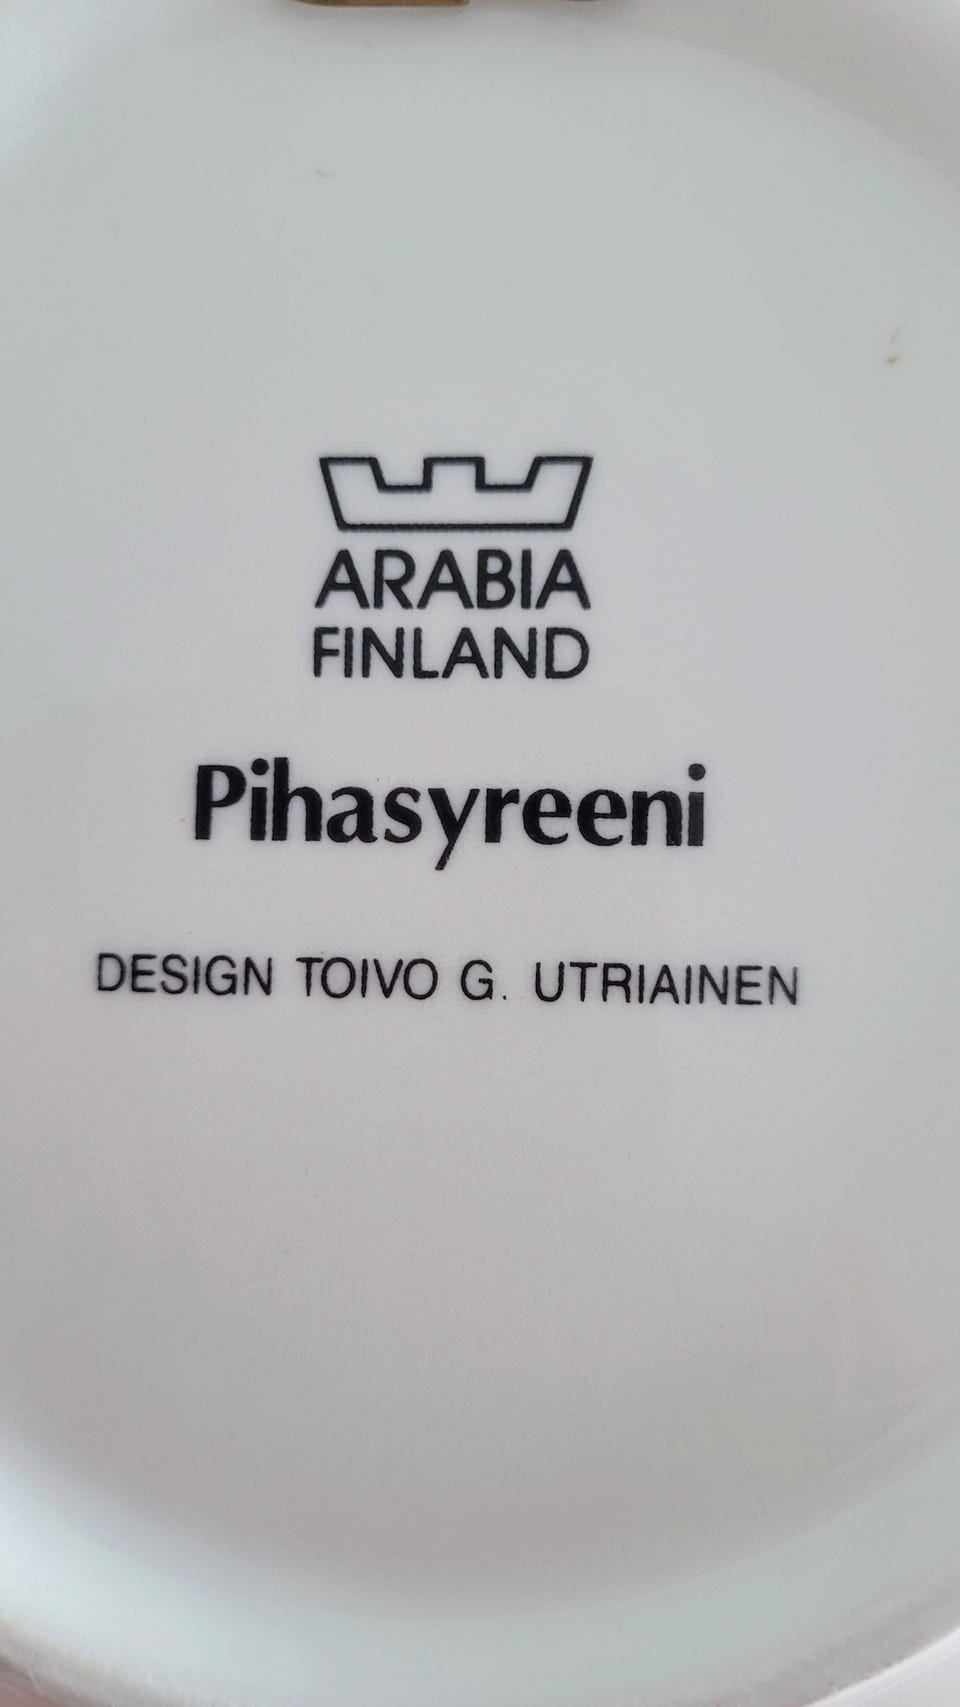 ARABIA
FINLAND
Pihasyreeni
DESIGN TOIVO G. UTRIAINEN